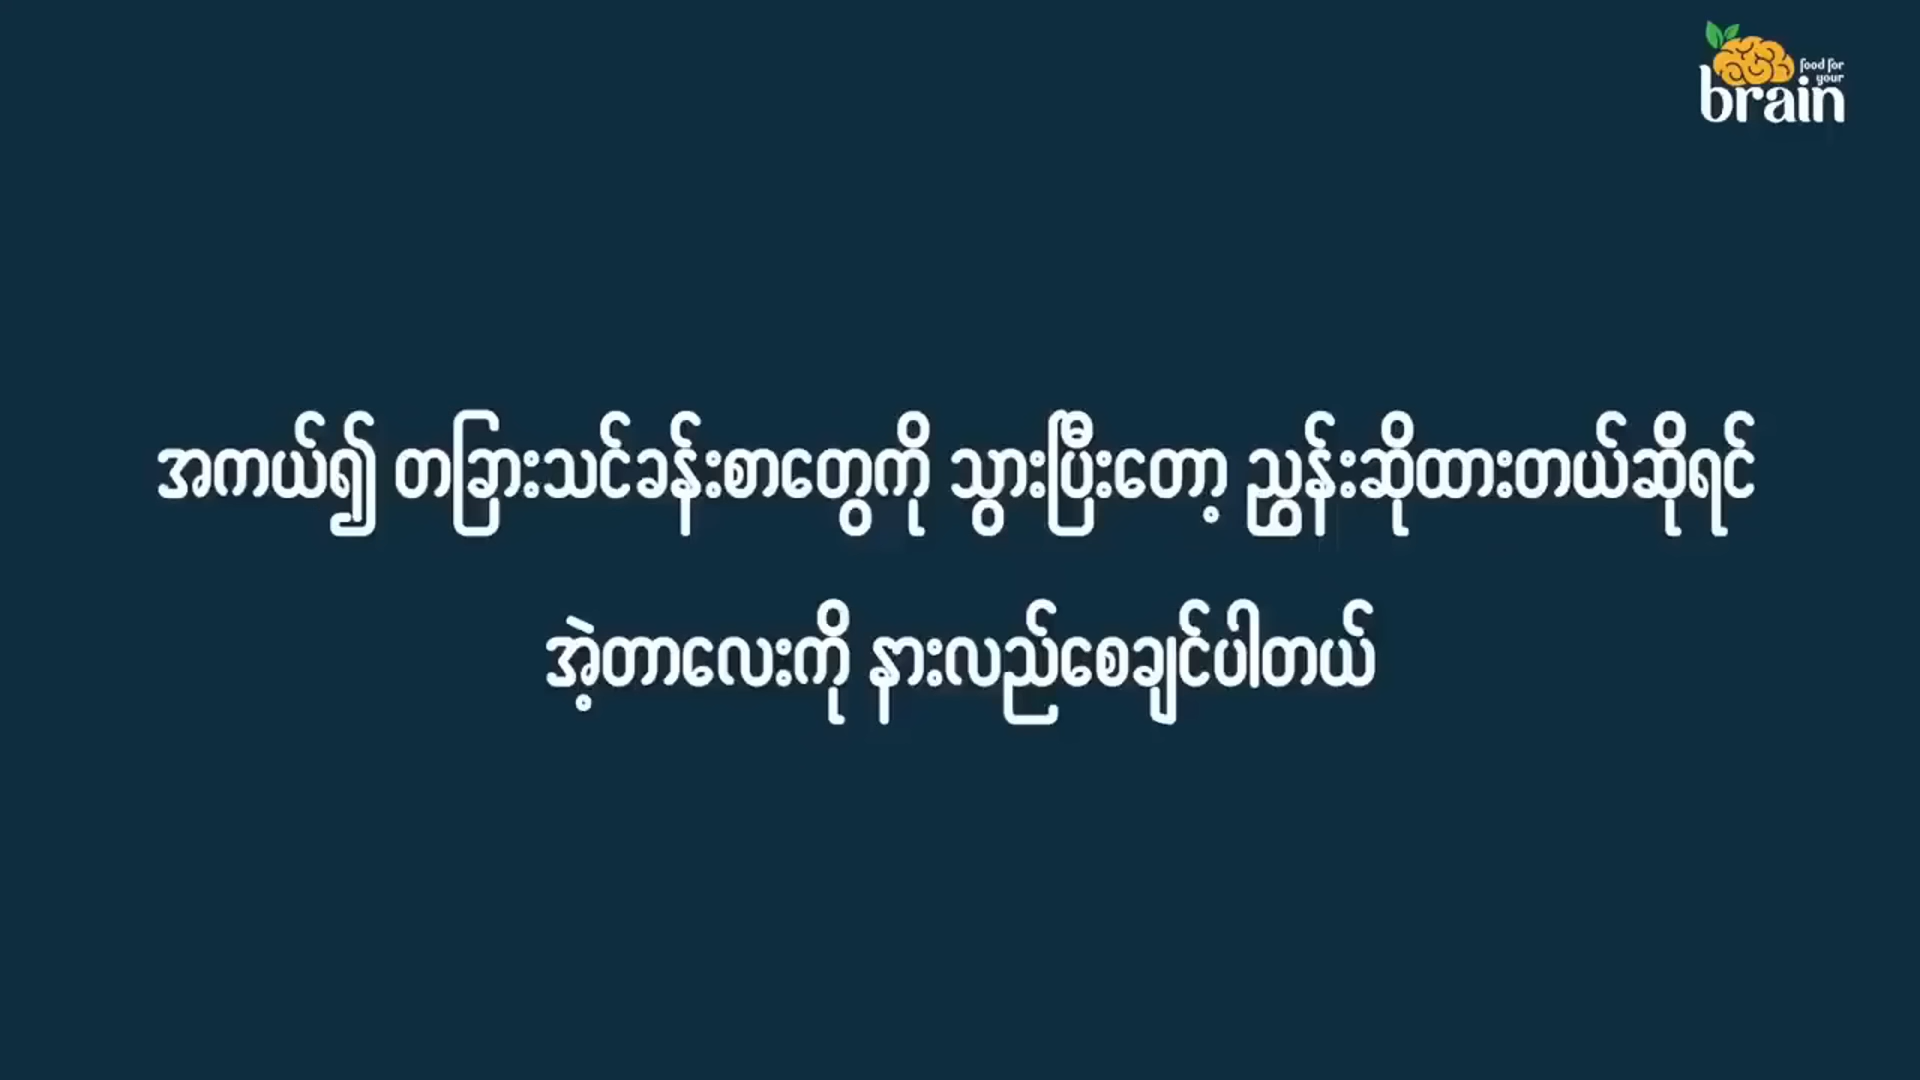 food for
your
brain
အကယ်၍ တခြားသင်ခန်းစာတွေကို သွားပြီးတော့ ညွှန်းဆိုထားတယ်ဆိုရင်
အဲ့တာလေးကို နားလည်စေချင်ပါတယ်